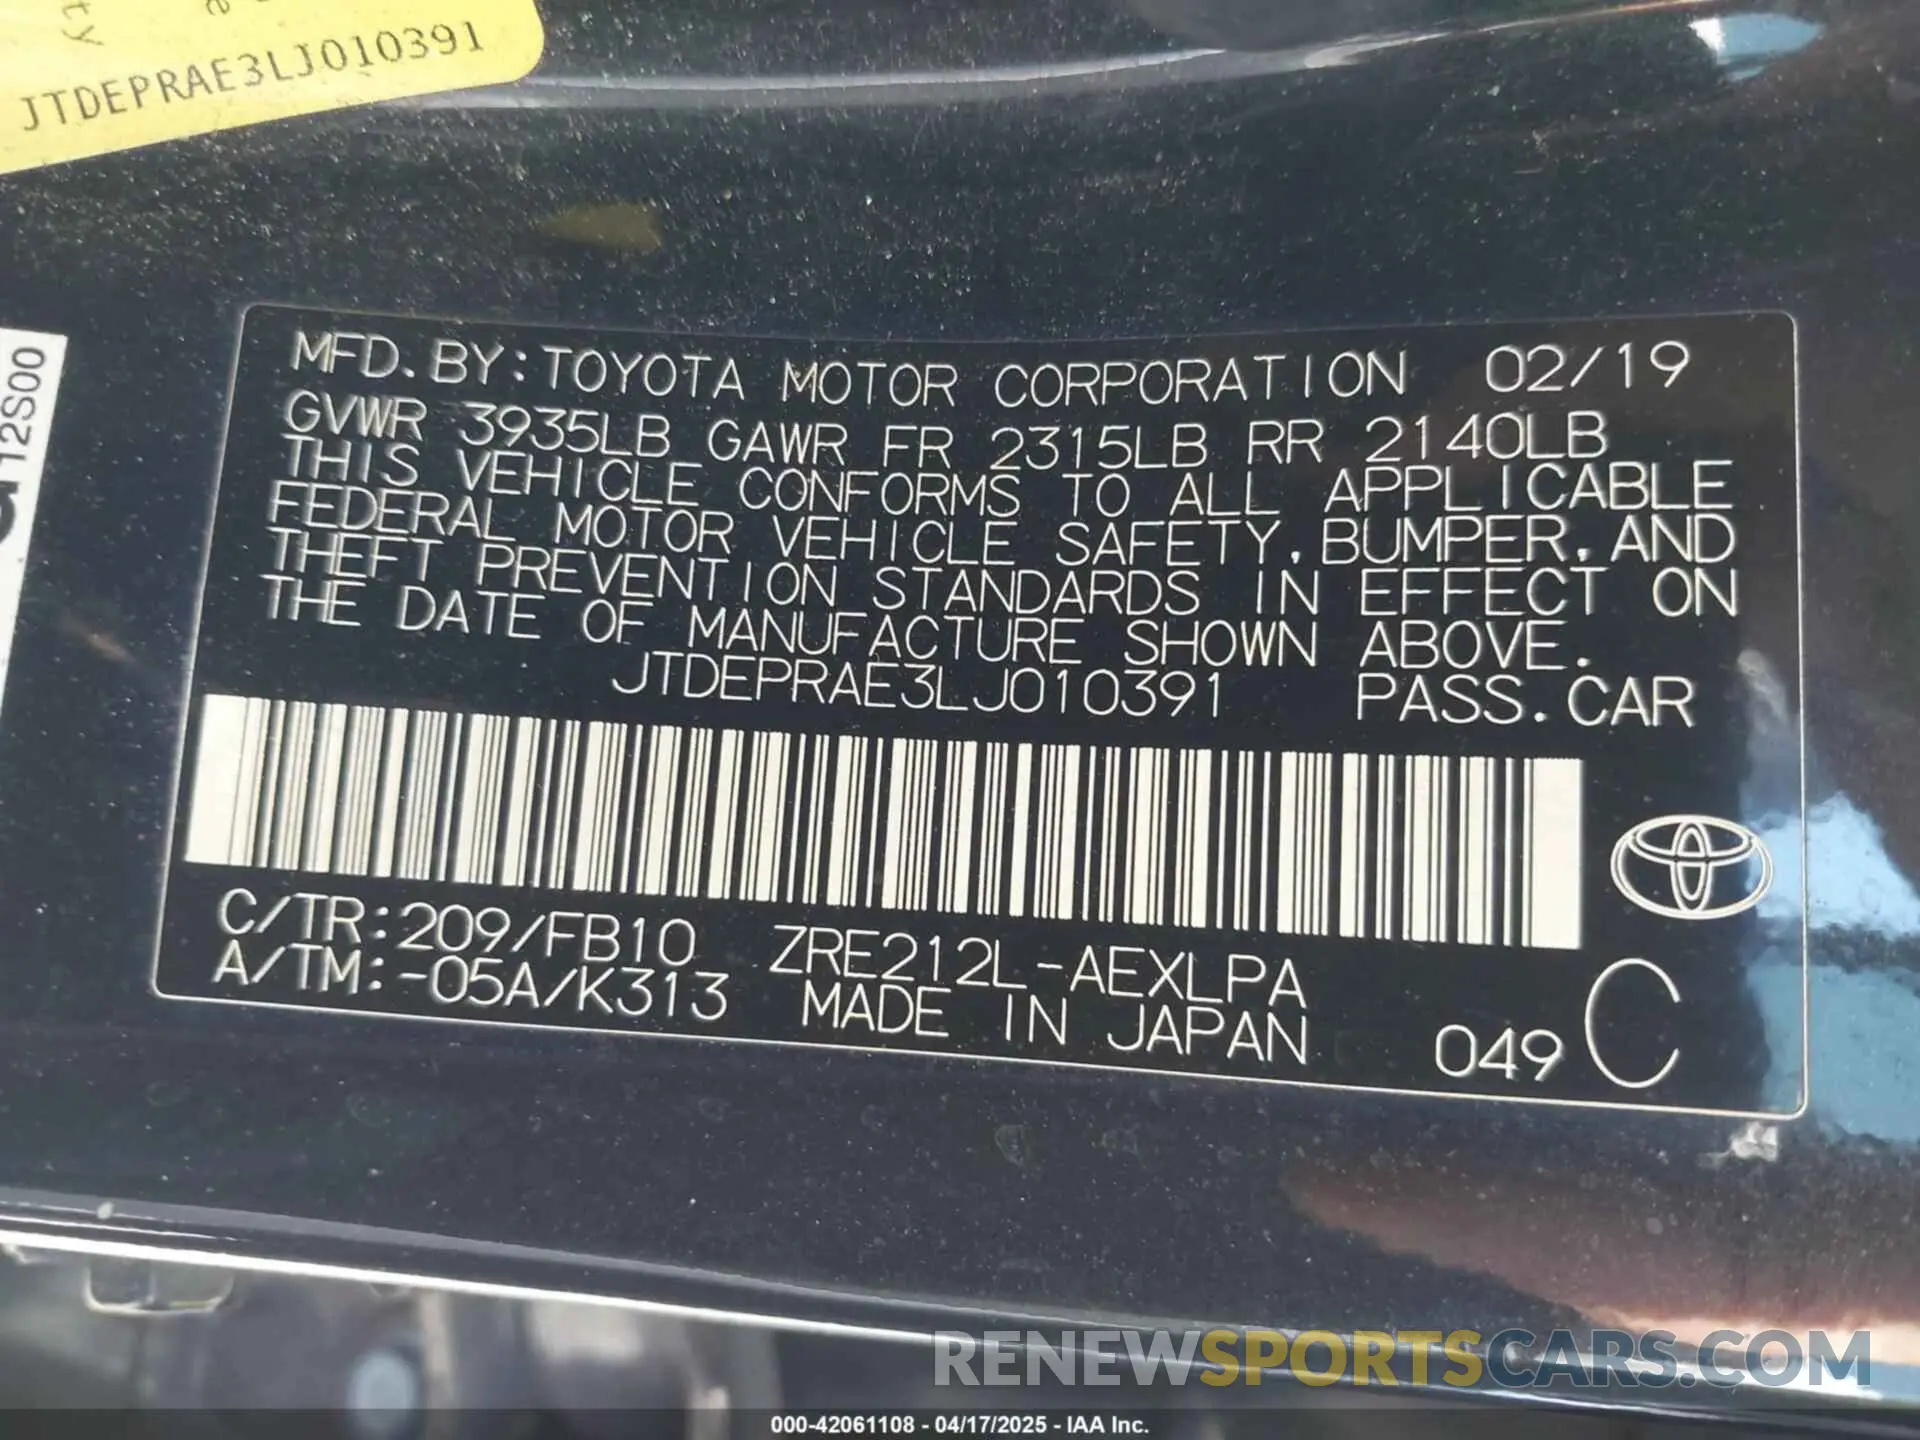 ty
e
JTDEPRAE3LJ010391
12S00
MFD. BY: TOYOTA MOTOR CORPORATION 02/19
GVWR 3935LB GAWR FR 2315LB RR 2140LB
THIS VEHICLE CONFORMS TO ALL APPLICABLE
FEDERAL MOTOR VEHICLE SAFETY, BUMPER, AND
THEFT PREVENTION STANDARDS IN EFFECT ON
THE DATE OF MANUFACTURE SHOWN ABOVE.
JTDEPRAE3LJ010391 PASS. CAR
C/TR: 209/FB10 ZRE212L-AEXLPA
A/TM: -05A/K313 MADE IN JAPAN 049 C
RENEWSPORTSCARS.COM
000-42061108 - 04/17/2025 - IAA Inc.